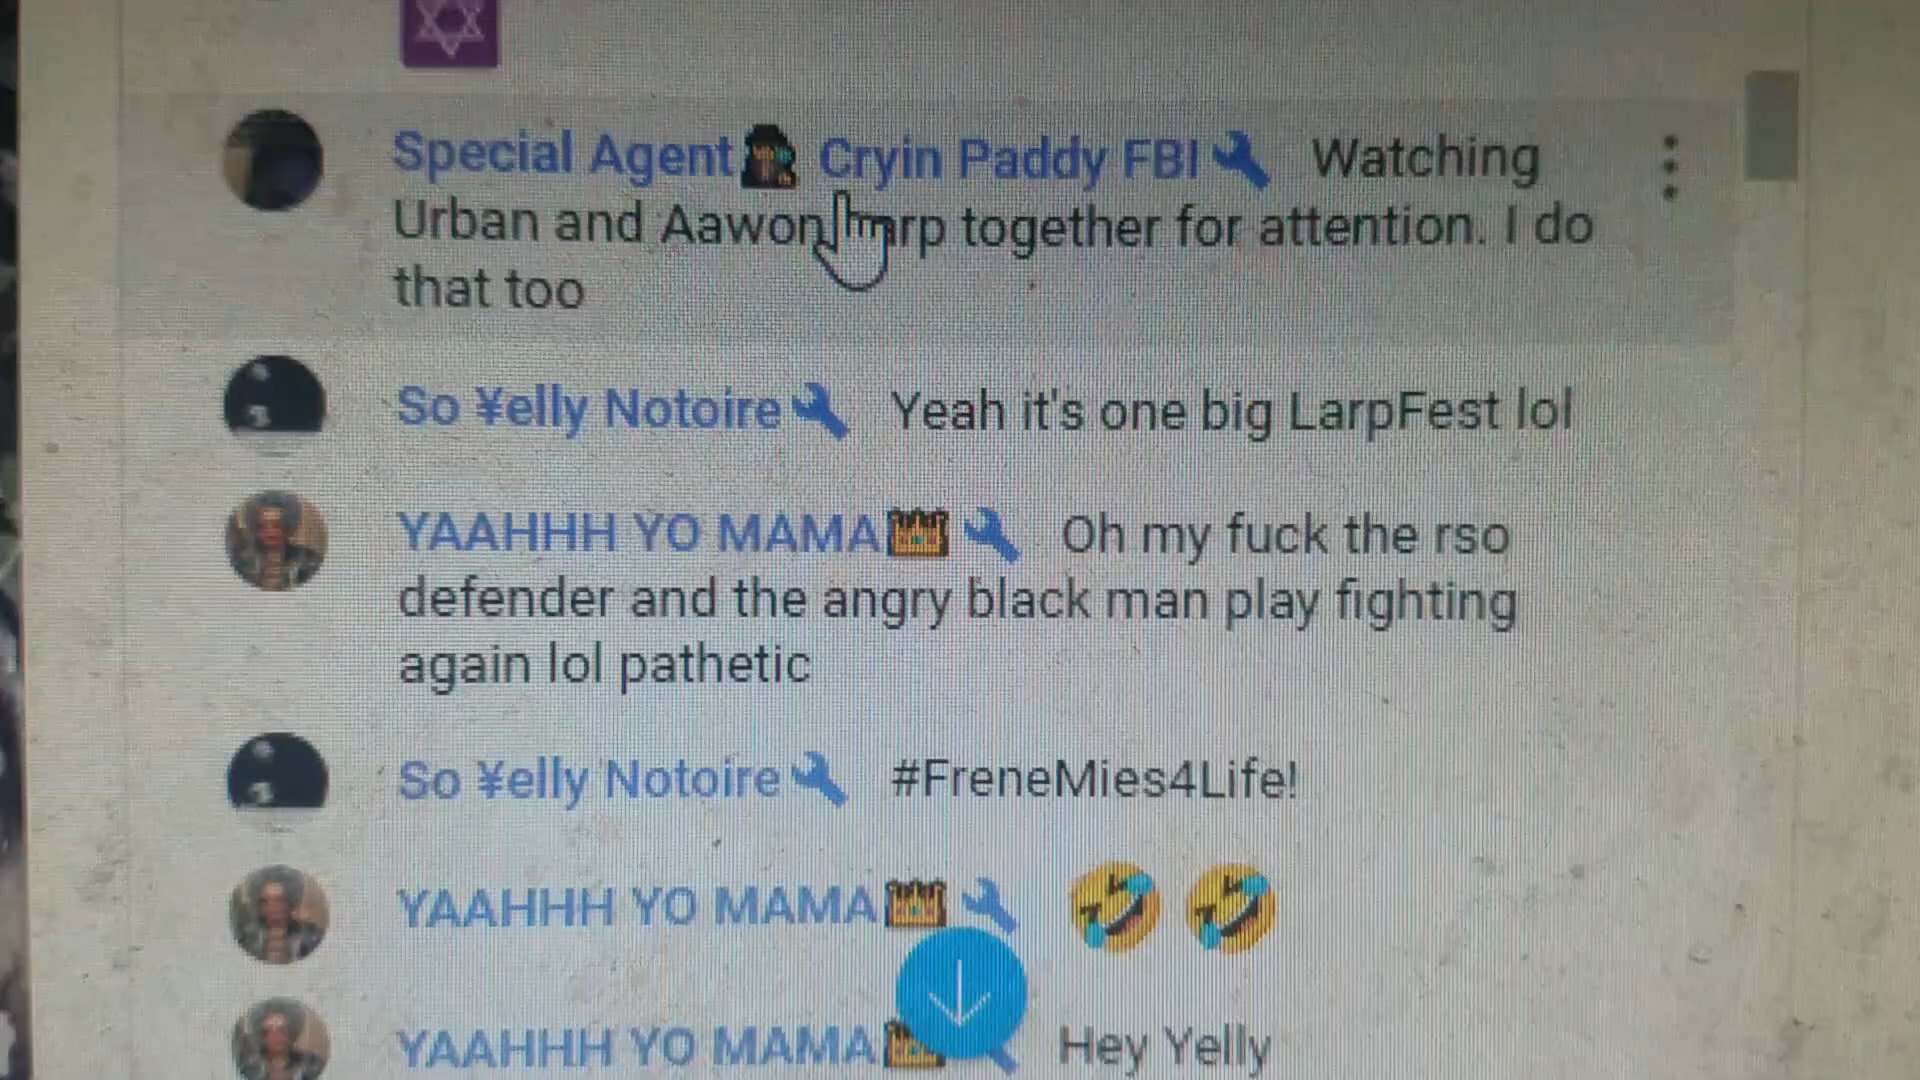 Special Agent Cryin Paddy FBI Watching
Urban and Aawon larp together for attention. I do
that too
So ¥elly Notoire Yeah it's one big LarpFest lol
YAAHHH YO MAMA Oh my fuck the rso
defender and the angry black man play fighting
again lol pathetic
So ¥elly Notoire #FreneMies4Life!
YAAHHH YO MAMA
YAAHHH YO MAMA Hey Yelly